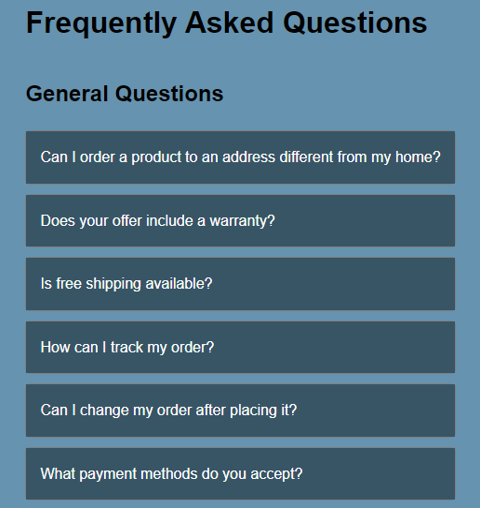 Frequently Asked Questions
General Questions
Can I order a product to an address different from my home?
Does your offer include a warranty?
Is free shipping available?
How can I track my order?
Can I change my order after placing it?
What payment methods do you accept?